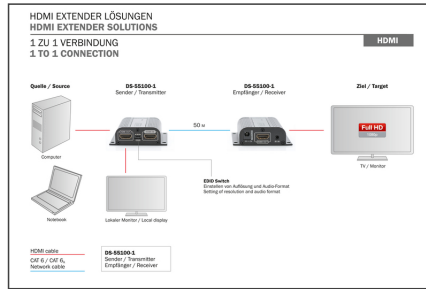 HDMI EXTENDER LÖSUNGEN
HDMI EXTENDER SOLUTIONS
1 ZU 1 VERBINDUNG
1 TO 1 CONNECTION
HDMI
Quelle / Source
DS-55100-1
Sender / Transmitter
DS-55100-1
Empfänger / Receiver
Ziel / Target
50 M
Full HD
Computer
TV / Monitor
EDID Switch
Einstellen von Auflösung und Audio-Format
Setting of resolution and audio format
Notebook
Lokaler Monitor / Local display
HDMI cable
CAT 6 / CAT 6A
Network cable
DS-55100-1
Sender / Transmitter
Empfänger / Receiver